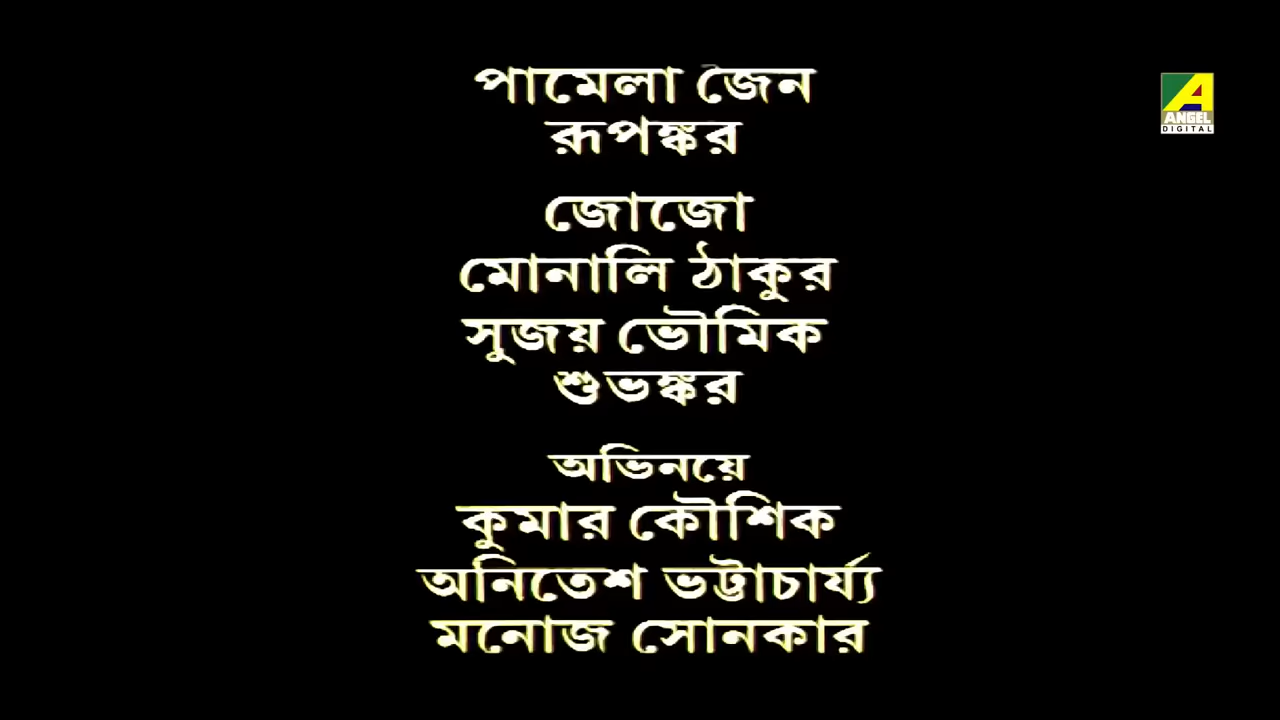 পামেলা জৈন
রূপঙ্কর
জোজো
মোনালি ঠাকুর
সুজয় ভৌমিক
শুভঙ্কর
অভিনয়ে
কুমার কৌশিক
অনিতেশ ভট্টাচার্য্য
মনোজ সোনকার
A
ANGEL
DIGITAL